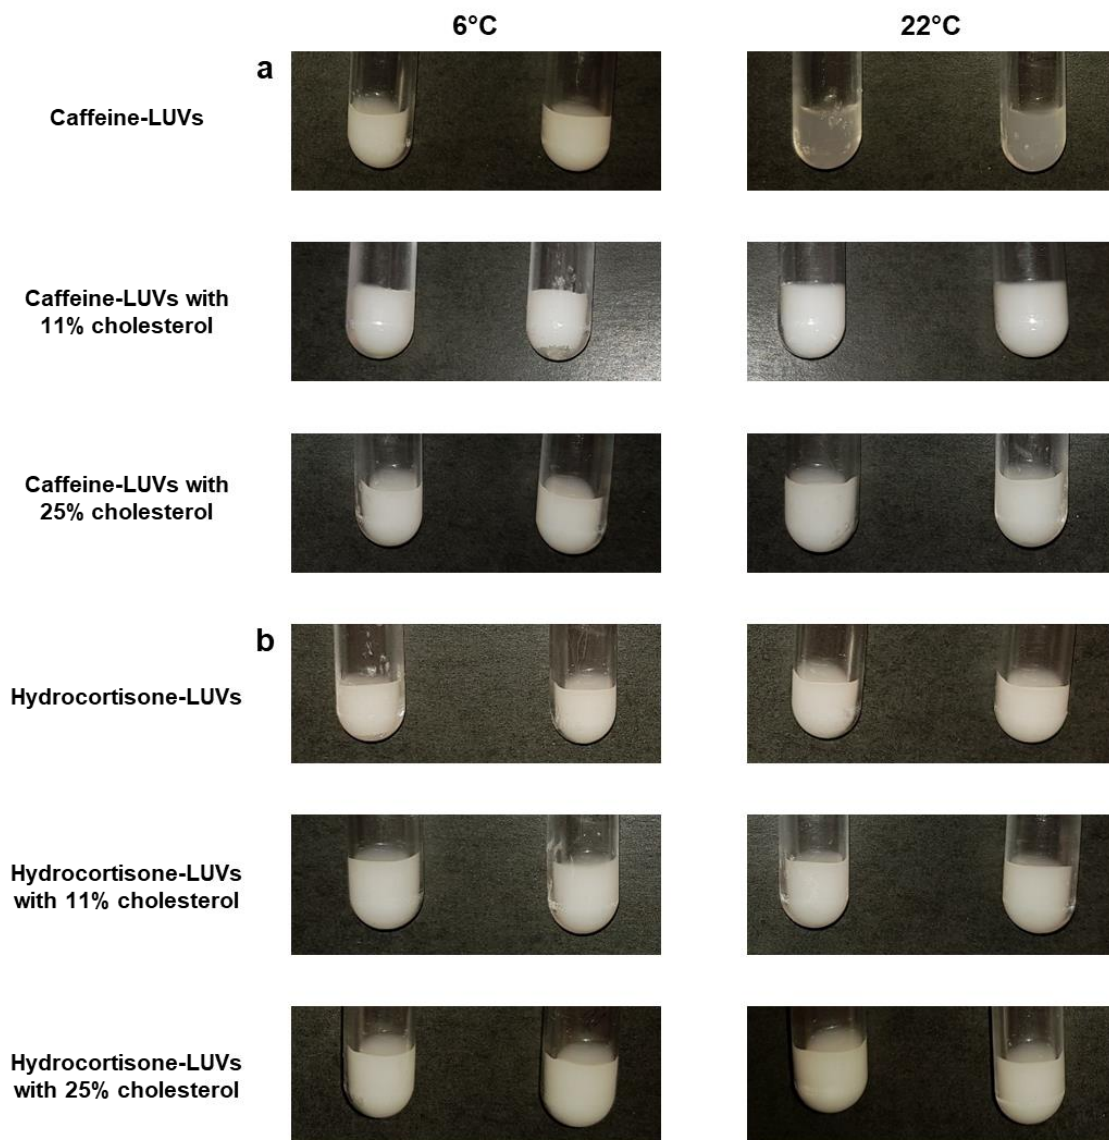 6°C
22°C
a
Caffeine-LUVs
Caffeine-LUVs with
11% cholesterol
Caffeine-LUVs with
25% cholesterol
b
Hydrocortisone-LUVs
Hydrocortisone-LUVs
with 11% cholesterol
Hydrocortisone-LUVs
with 25% cholesterol